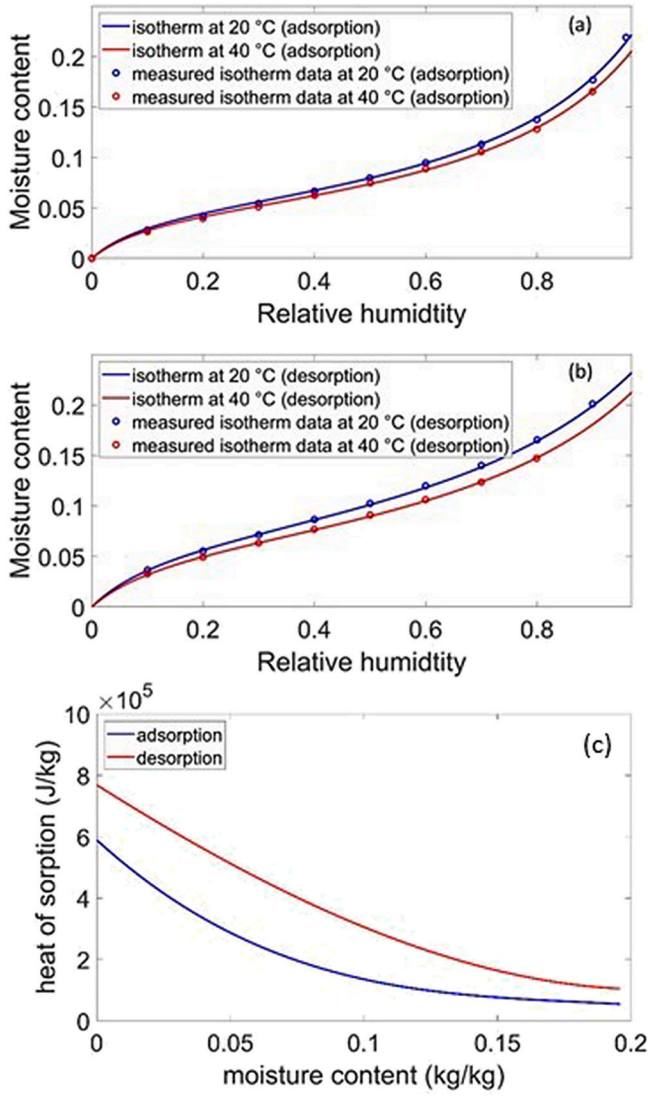 (a)
isotherm at 20 °C (adsorption)
isotherm at 40 °C (adsorption)
measured isotherm data at 20 °C (adsorption)
measured isotherm data at 40 °C (adsorption)
Moisture content
0.2
0.15
0.1
0.05
0
0 0.2 0.4 0.6 0.8
Relative humidtity
(b)
isotherm at 20 °C (desorption)
isotherm at 40 °C (desorption)
measured isotherm data at 20 °C (desorption)
measured isotherm data at 40 °C (desorption)
Moisture content
0.2
0.15
0.1
0.05
0
0 0.2 0.4 0.6 0.8
Relative humidtity
×10⁵
(c)
adsorption
desorption
heat of sorption (J/kg)
10
8
6
4
2
0
0 0.05 0.1 0.15 0.2
moisture content (kg/kg)